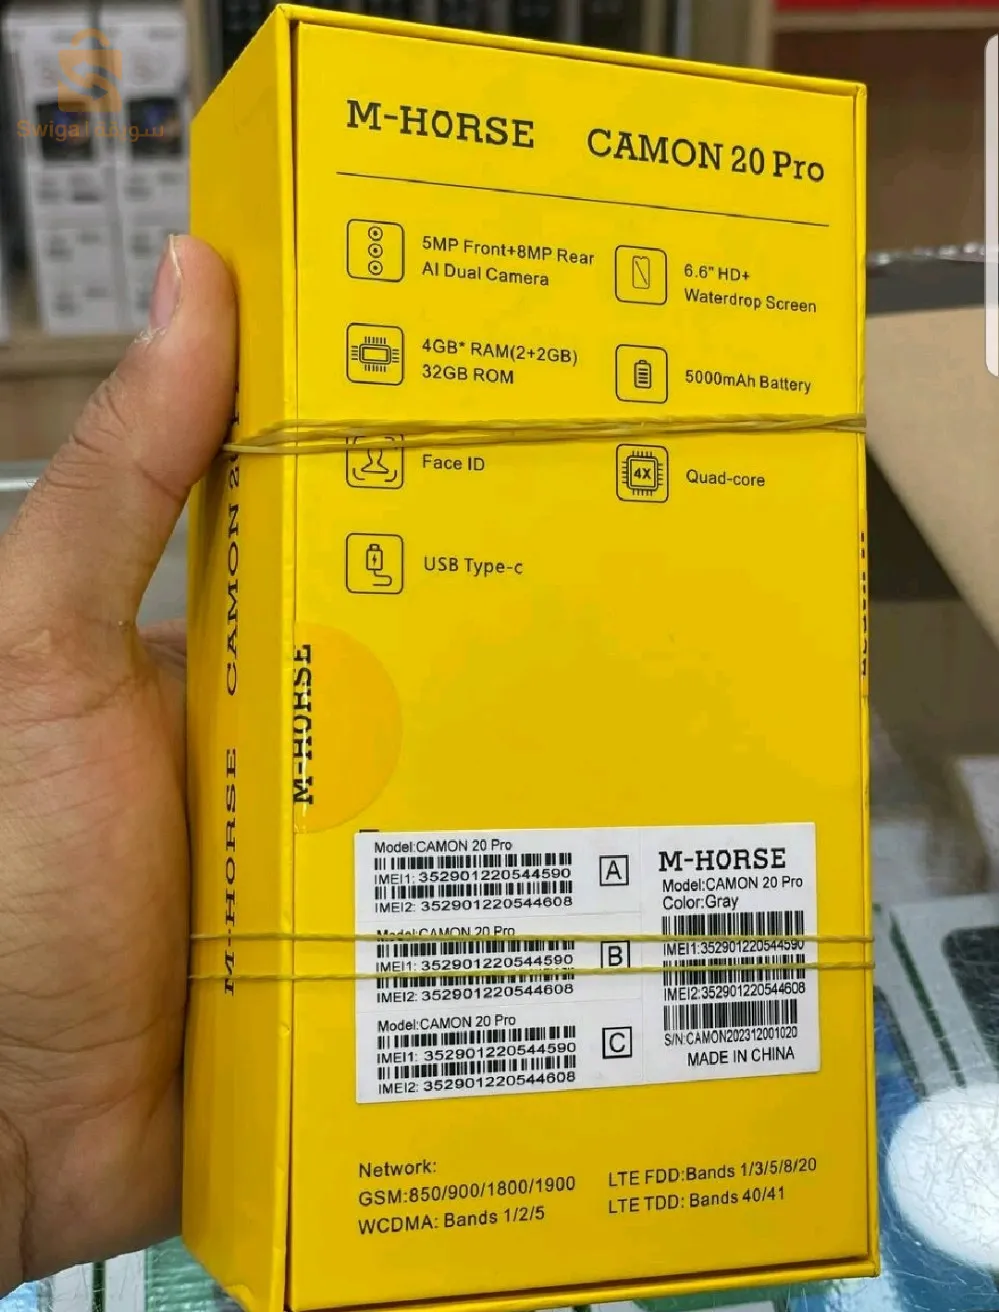 Swiga | سويقة
M-HORSE CAMON 20 Pro
5MP Front+8MP Rear
AI Dual Camera
6.6" HD+
Waterdrop Screen
4GB* RAM(2+2GB)
32GB ROM
5000mAh Battery
Face ID
4X
Quad-core
USB Type-c
M-HORSE
M-HORSE CAMON
Model:CAMON 20 Pro
IMEI1: 352901220544590
IMEI2: 352901220544608
A
Model:CAMON 20 Pro
IMEI1: 352901220544590
IMEI2: 352901220544608
B
Model:CAMON 20 Pro
IMEI1: 352901220544590
IMEI2: 352901220544608
C
M-HORSE
Model:CAMON 20 Pro
Color:Gray
IMEI1:352901220544590
IMEI2:352901220544608
S/N:CAMON202312001020
MADE IN CHINA
Network:
GSM:850/900/1800/1900
WCDMA: Bands 1/2/5
LTE FDD:Bands 1/3/5/8/20
LTE TDD: Bands 40/41